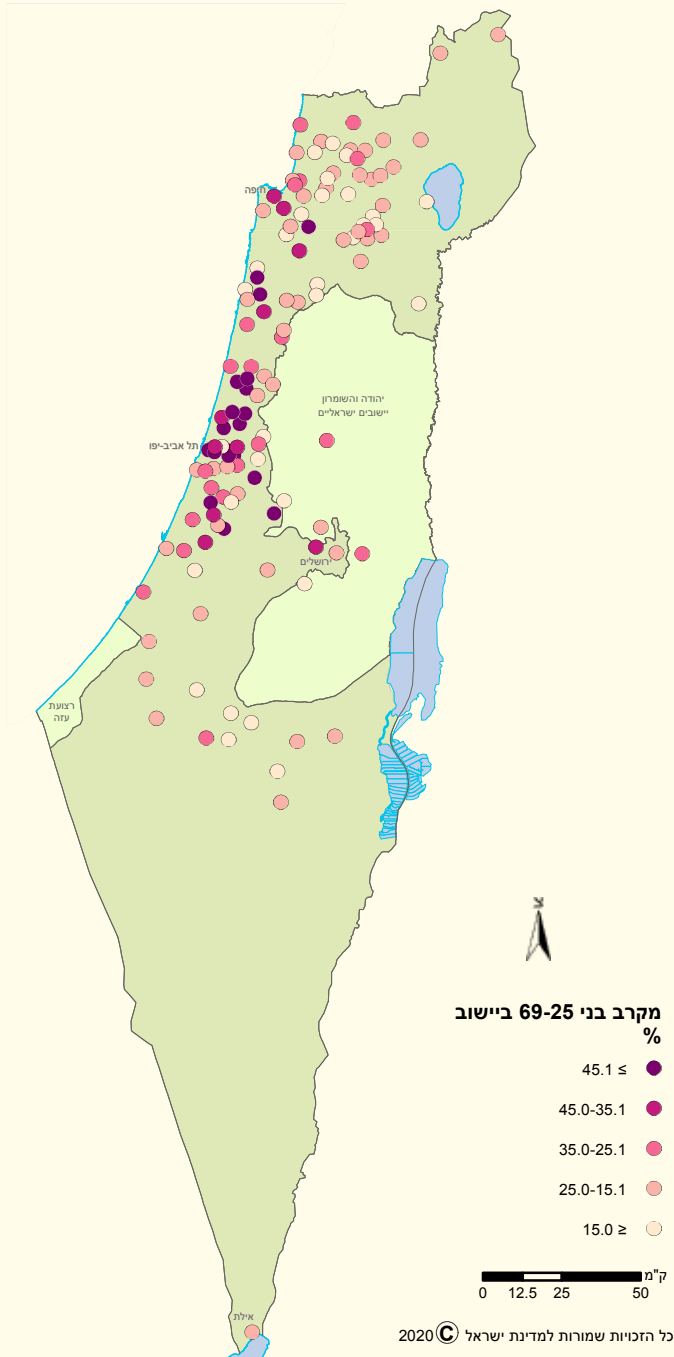 חיפה
יהודה והשומרון
יישובים ישראליים
תל אביב-יפו
ירושלים
רצועת
עזה
צ
מקרב בני 69-25 ביישוב
%
45.1 ≤
45.0-35.1
35.0-25.1
25.0-15.1
15.0 ≥
ק"מ
0 12.5 25 50
אילת
כל הזכויות שמורות למדינת ישראל © 2020